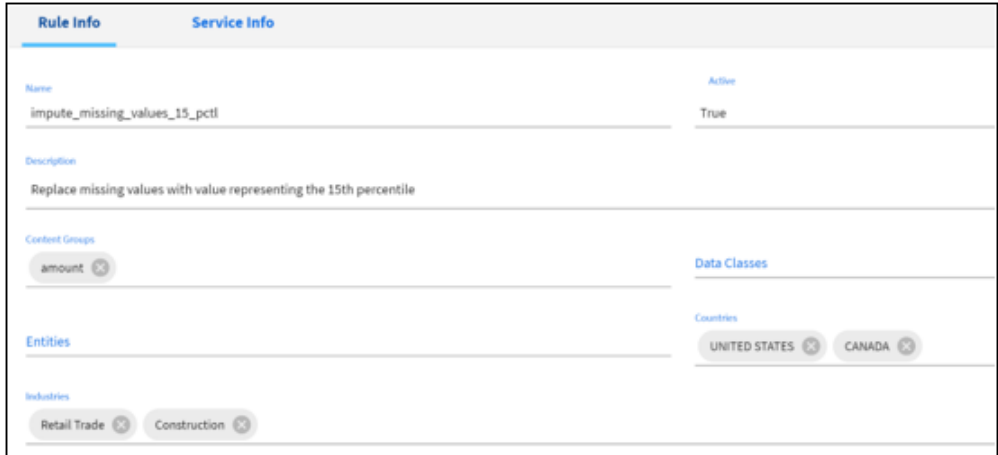 Rule Info Service Info
Name Active
impute_missing_values_15_pctl True
Description
Replace missing values with value representing the 15th percentile
Content Groups
amount
Data Classes
Countries
Entities
UNITED STATES CANADA
Industries
Retail Trade Construction